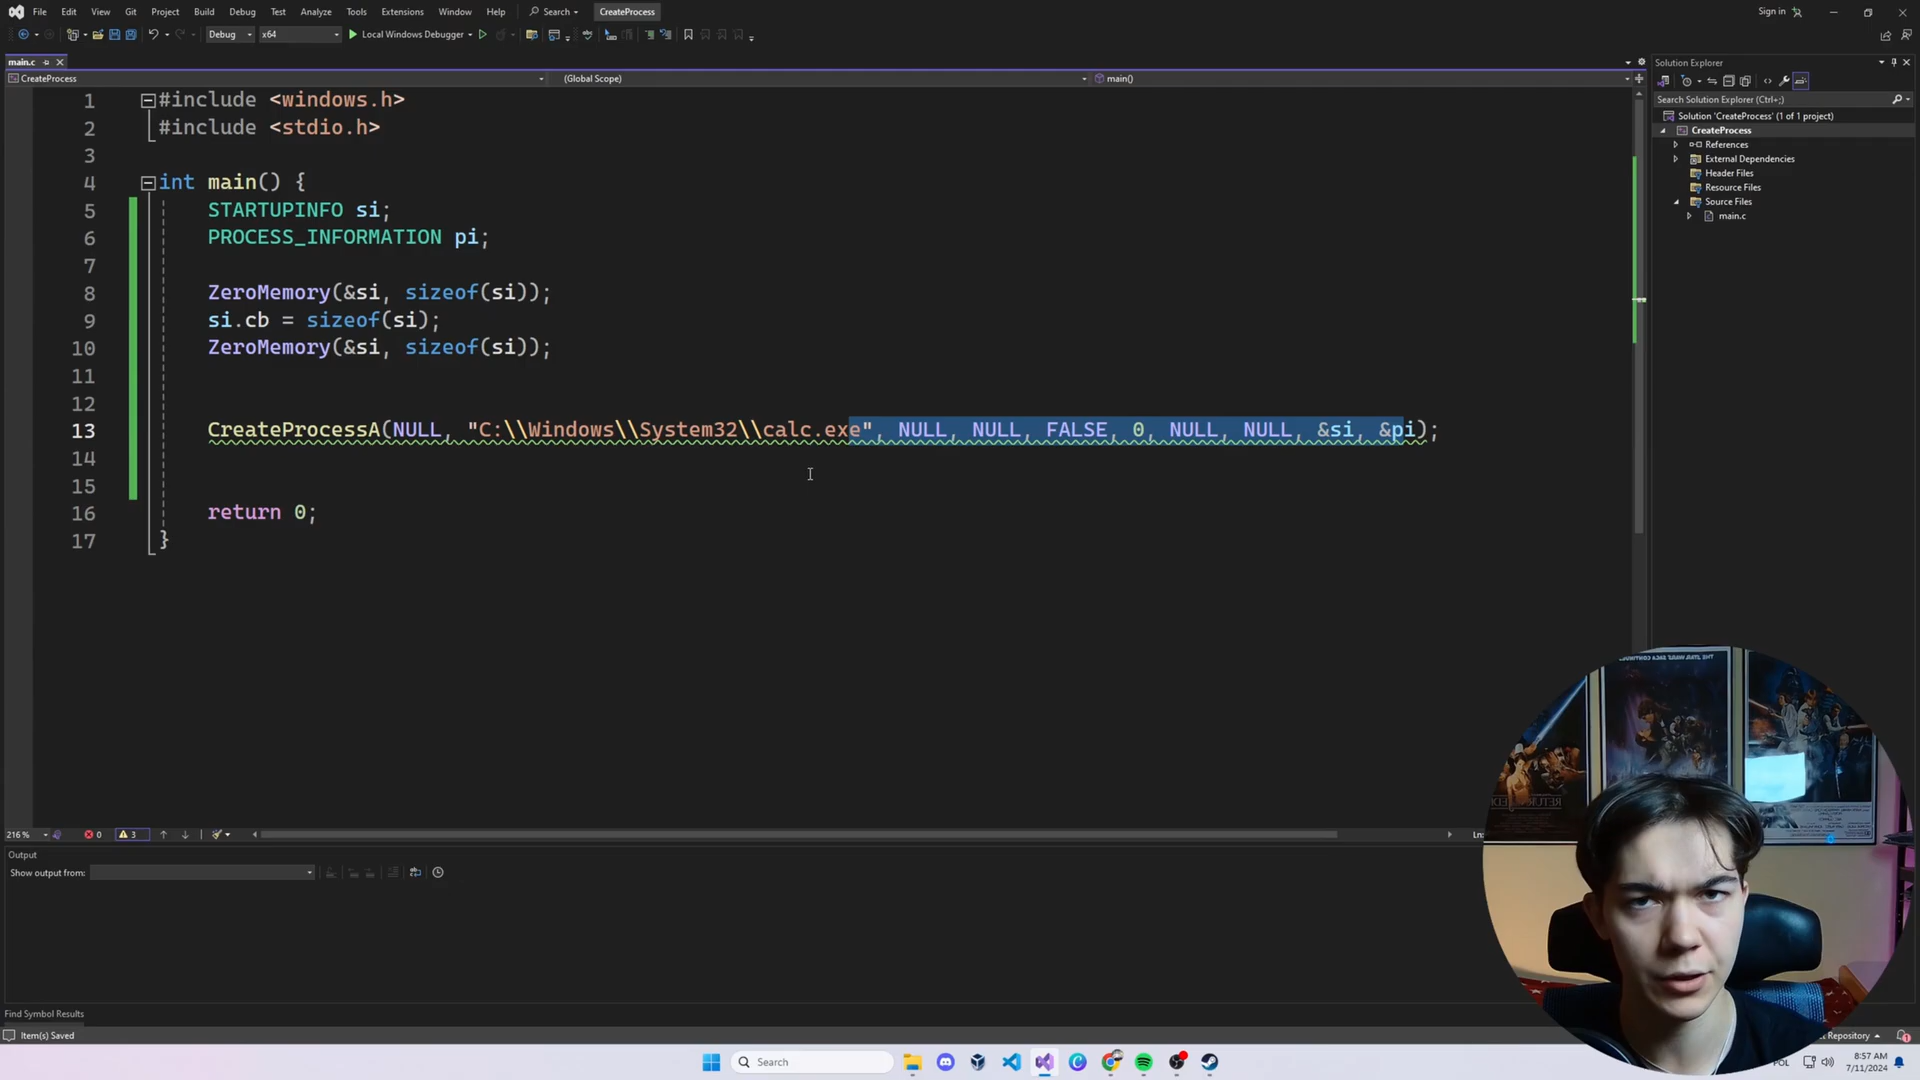 File Edit View Git Project Build Debug Test Analyze Tools Extensions Window Help Search CreateProcess Sign in
Debug x64 Local Windows Debugger
main.c
CreateProcess (Global Scope) main()
1 #include <windows.h>
2 #include <stdio.h>
3
4 int main() {
5 STARTUPINFO si;
6 PROCESS_INFORMATION pi;
7
8 ZeroMemory(&si, sizeof(si));
9 si.cb = sizeof(si);
10 ZeroMemory(&si, sizeof(si));
11
12
13 CreateProcessA(NULL, "C:\\Windows\\System32\\calc.exe", NULL, NULL, FALSE, 0, NULL, NULL, &si, &pi);
14
15
16 return 0;
17 }
Solution Explorer
Search Solution Explorer (Ctrl+;)
Solution 'CreateProcess' (1 of 1 project)
CreateProcess
References
External Dependencies
Header Files
Resource Files
Source Files
main.c
216 % 0 3 Ln:
Output
Show output from:
Find Symbol Results
Item(s) Saved
Repository
Search
POL
8:57 AM
7/11/2024